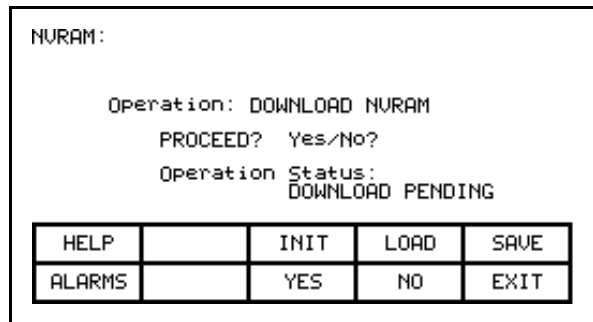 NVRAM:
Operation: DOWNLOAD NVRAM
PROCEED? Yes/No?
Operation Status:
DOWNLOAD PENDING
HELP INIT LOAD SAVE
ALARMS YES NO EXIT